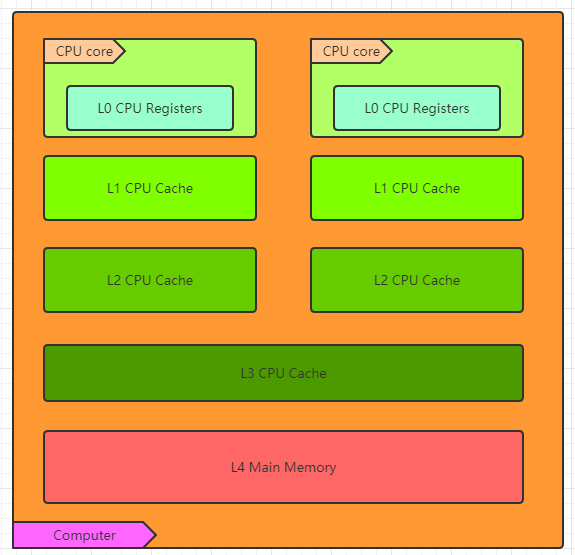 CPU core
CPU core
L0 CPU Registers
L0 CPU Registers
L1 CPU Cache
L1 CPU Cache
L2 CPU Cache
L2 CPU Cache
L3 CPU Cache
L4 Main Memory
Computer